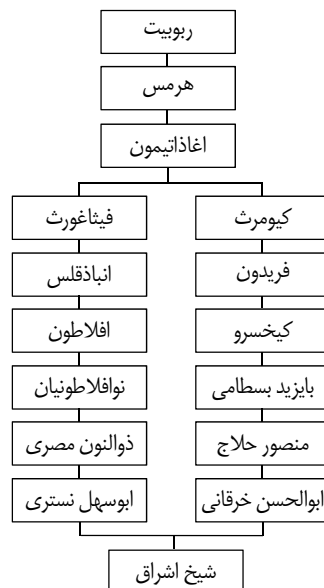 ربوبیت
هرمس
اغاذاتیمون
کیومرث
فیثاغورث
فریدون
انباذقلس
کیخسرو
افلاطون
بایزید بسطامی
نوافلاطونیان
منصور حلاج
ذوالنون مصری
ابوالحسن خرقانی
ابوسهل نستری
شیخ اشراق